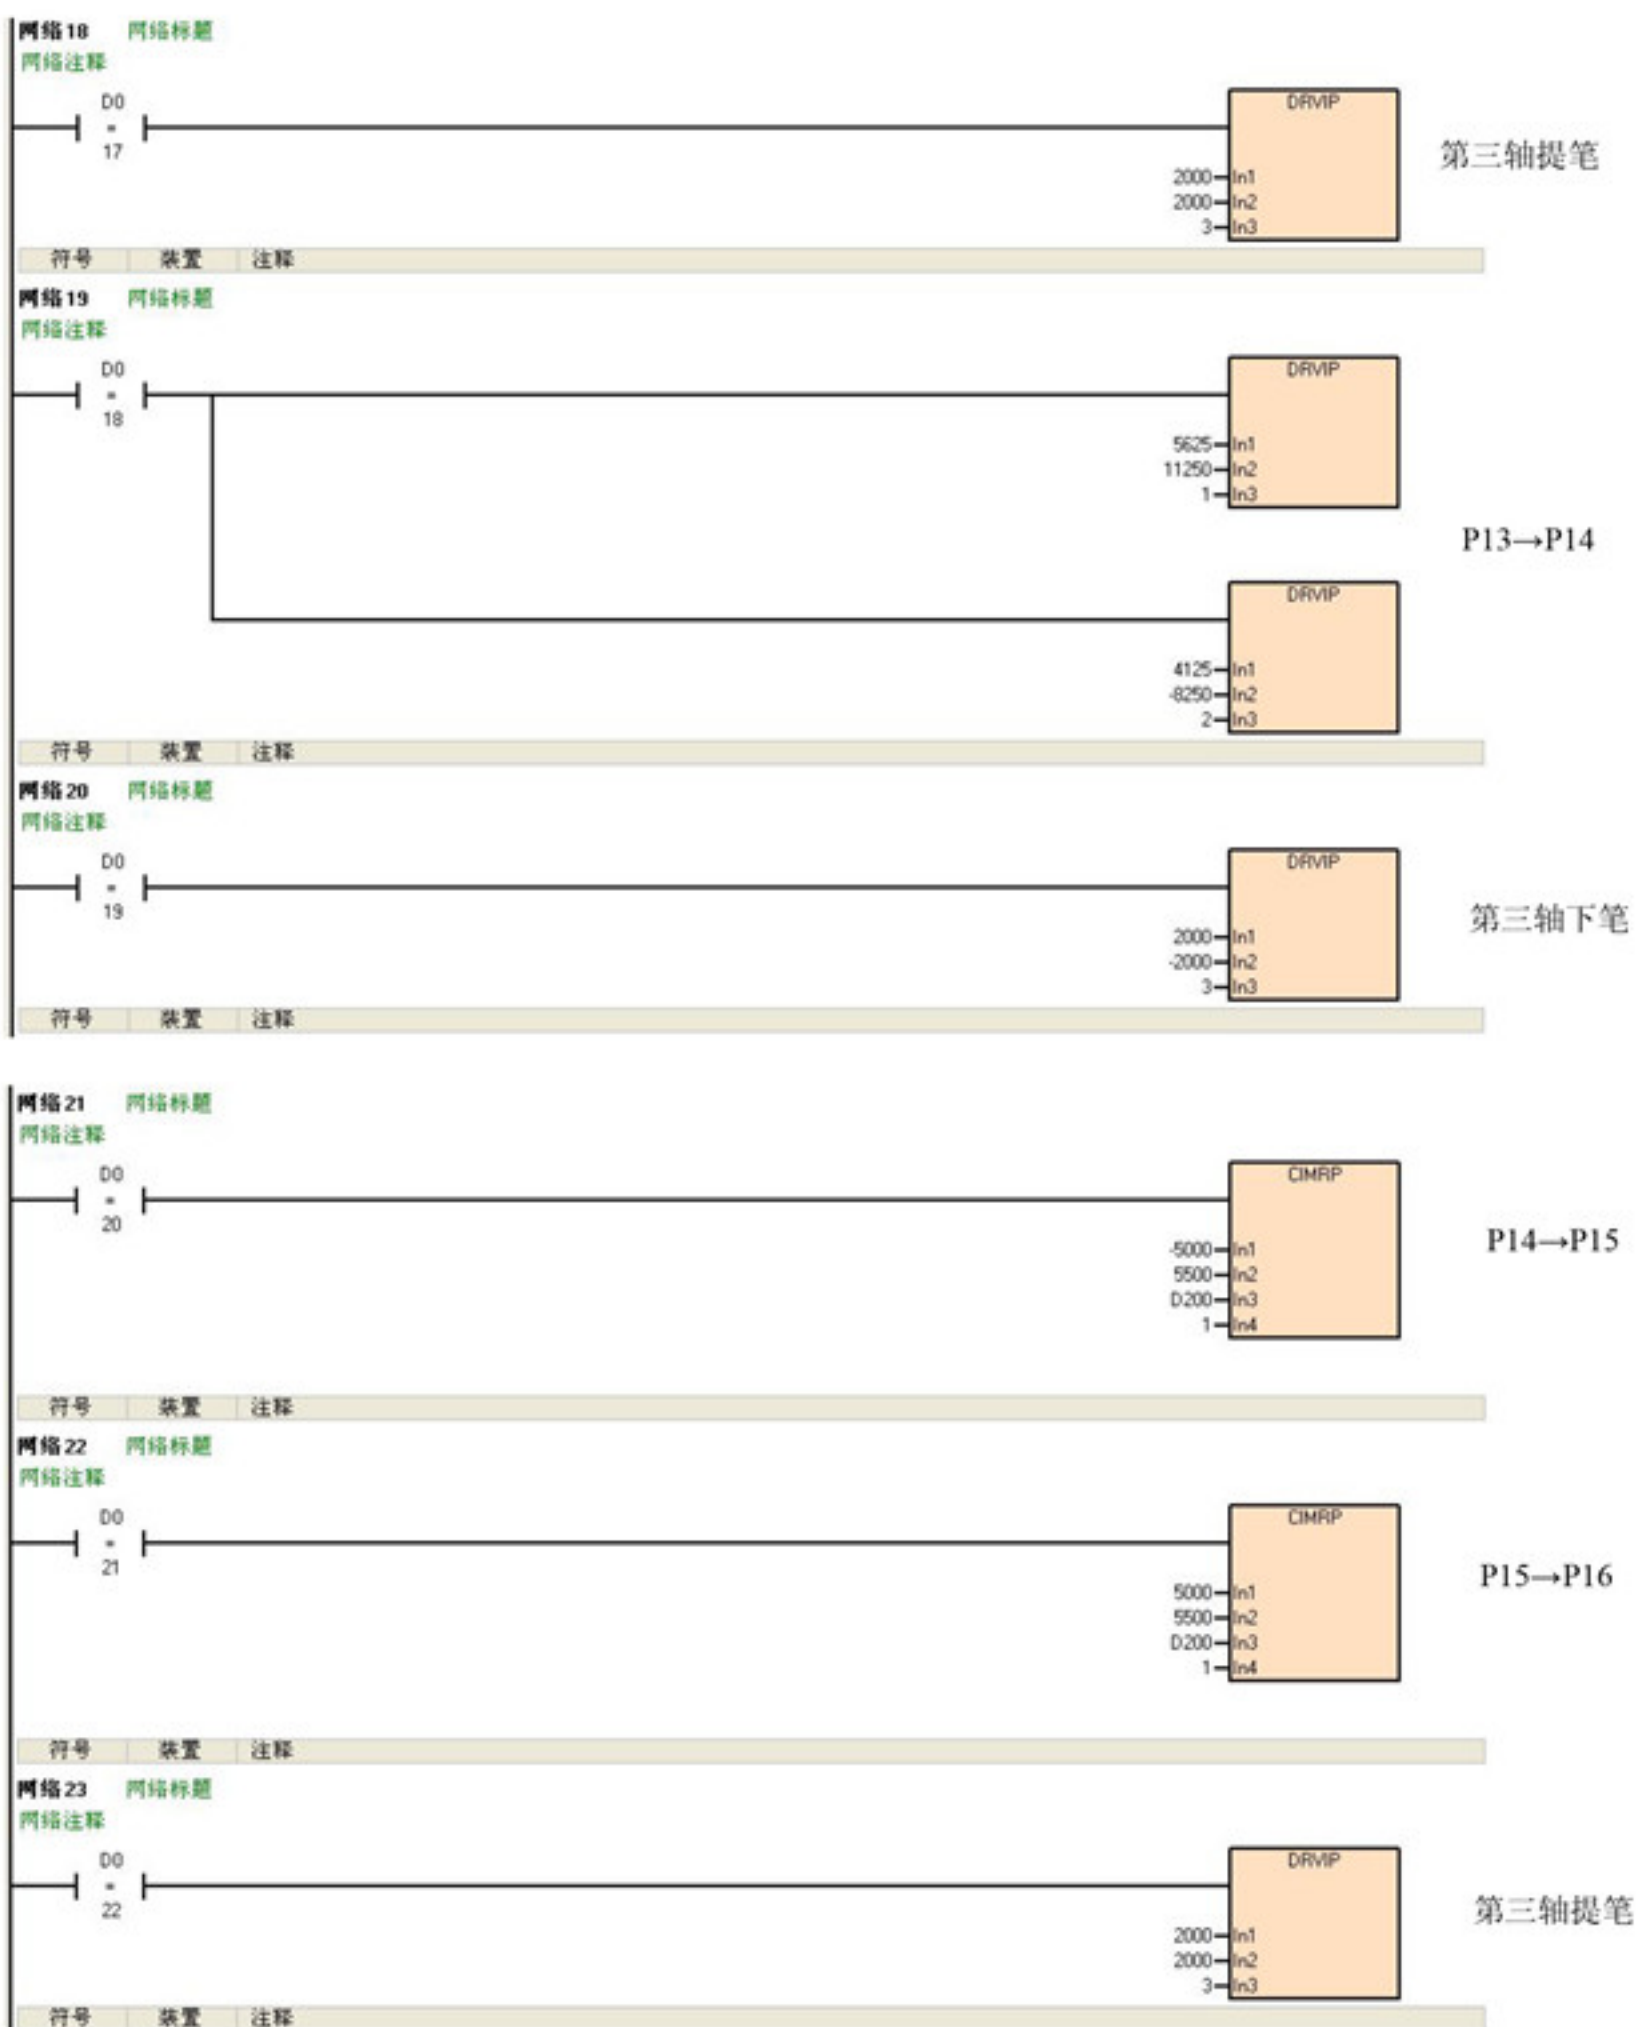 网络18 网络标题
网络注释
D0
=
17
DRVIP
2000 In1
2000 In2
3 In3
第三轴提笔
符号 装置 注释
网络19 网络标题
网络注释
D0
=
18
DRVIP
5625 In1
11250 In2
1 In3
P13→P14
DRVIP
4125 In1
-8250 In2
2 In3
符号 装置 注释
网络20 网络标题
网络注释
D0
=
19
DRVIP
2000 In1
-2000 In2
3 In3
第三轴下笔
符号 装置 注释
网络21 网络标题
网络注释
D0
=
20
CIMRP
-5000 In1
5500 In2
D200 In3
1 In4
P14→P15
符号 装置 注释
网络22 网络标题
网络注释
D0
=
21
CIMRP
5000 In1
5500 In2
D200 In3
1 In4
P15→P16
符号 装置 注释
网络23 网络标题
网络注释
D0
=
22
DRVIP
2000 In1
2000 In2
3 In3
第三轴提笔
符号 装置 注释